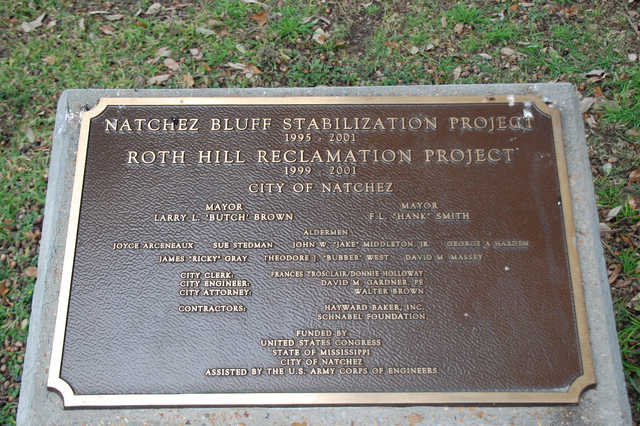 NATCHEZ BLUFF STABILIZATION PROJECT
1995 - 2001
ROTH HILL RECLAMATION PROJECT
1999 - 2001
CITY OF NATCHEZ
MAYOR MAYOR
LARRY L. "BUTCH" BROWN F.L. "HANK" SMITH
ALDERMEN
JOYCE ARCENEAUX SUE STEDMAN JOHN W. "JAKE" MIDDLETON, JR. GEORGE A HARDEN
JAMES "RICKY" GRAY THEODORE J. "BUBBER" WEST DAVID M. MASSEY
CITY CLERK: FRANCES TROSCLAIR/DONNIE HOLLOWAY
CITY ENGINEER: DAVID M. GARDNER, PE
CITY ATTORNEY: WALTER BROWN
CONTRACTORS: HAYWARD BAKER, INC.
SCHNABEL FOUNDATION
FUNDED BY
UNITED STATES CONGRESS
STATE OF MISSISSIPPI
CITY OF NATCHEZ
ASSISTED BY THE U.S. ARMY CORPS OF ENGINEERS